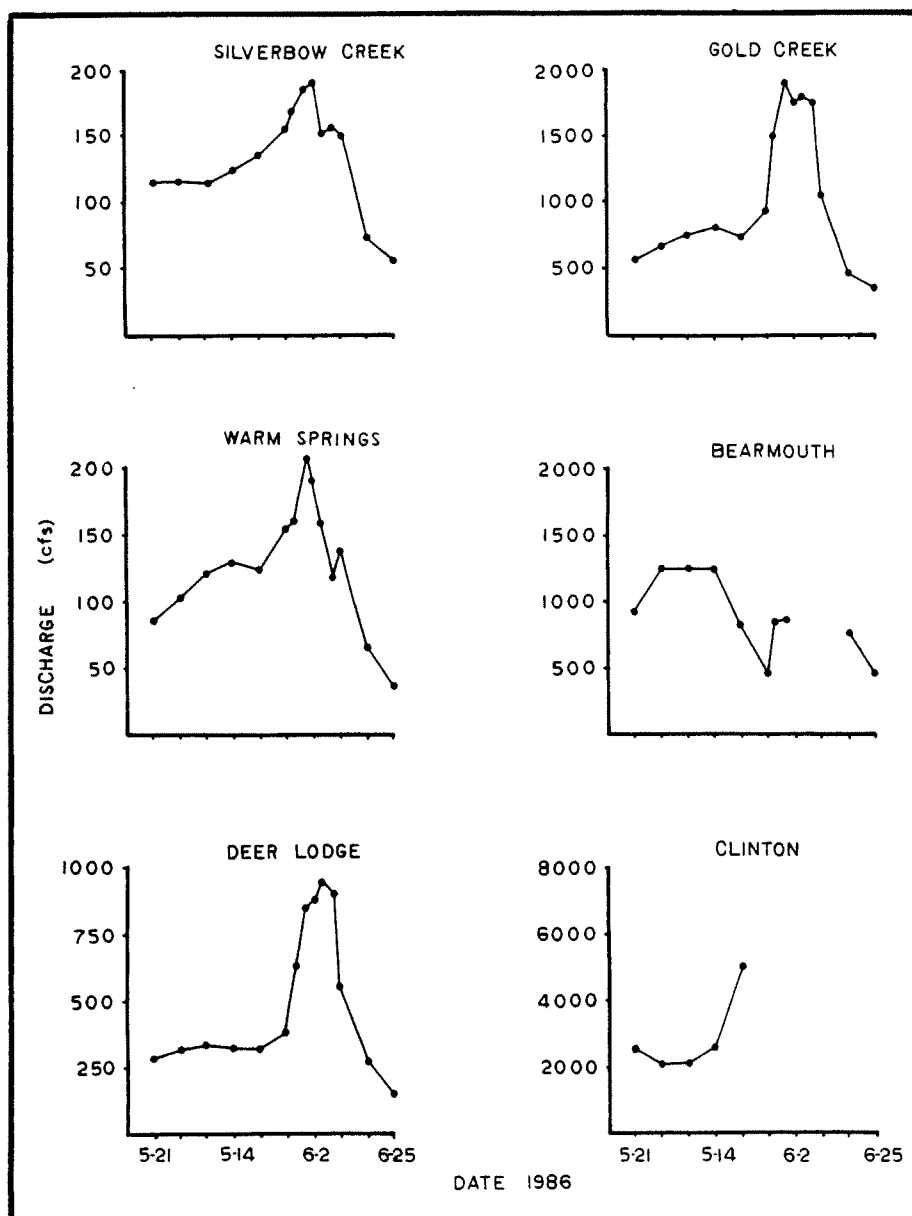 SILVERBOW CREEK
200
150
100
50
GOLD CREEK
2000
1500
1000
500
WARM SPRINGS
200
150
100
50
BEARMOUTH
2000
1500
1000
500
DISCHARGE (cfs)
DEER LODGE
1000
750
500
250
5-21 5-14 6-2 6-25
CLINTON
8000
6000
4000
2000
5-21 5-14 6-2 6-25
DATE 1986